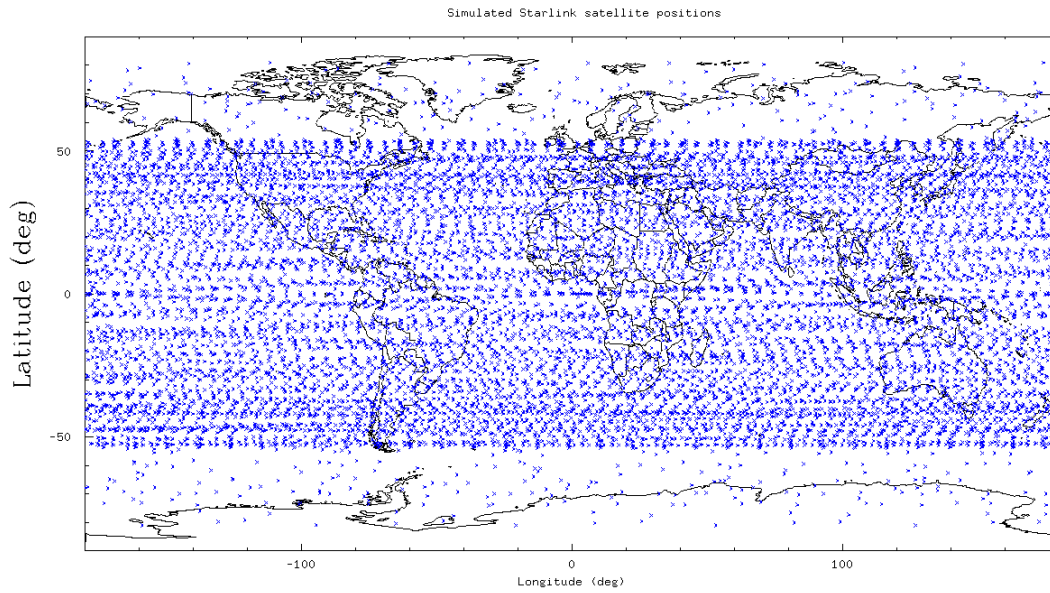 Simulated Starlink satellite positions
Latitude (deg)
50
0
-50
-100
0
100
Longitude (deg)